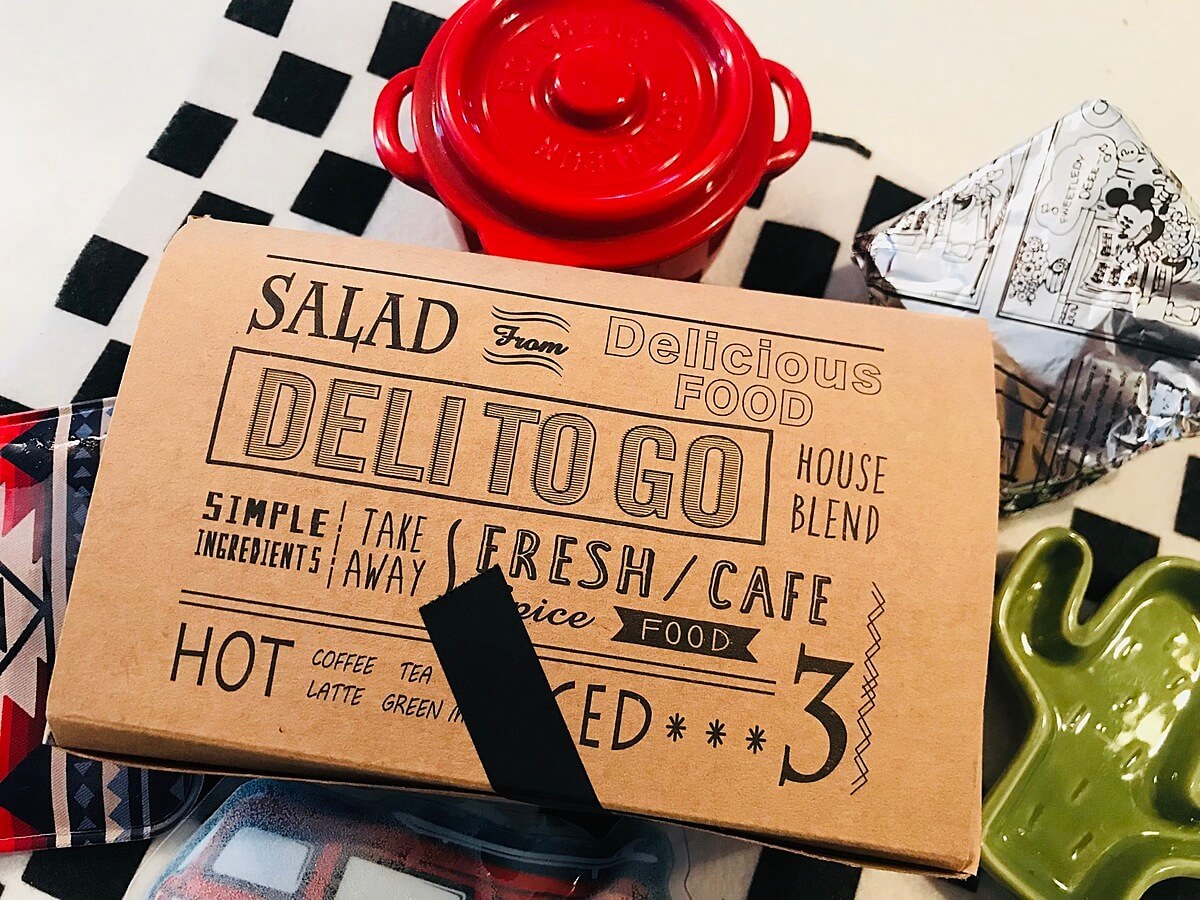 SALAD From Delicious
FOOD
DELI TO GO
HOUSE
BLEND
SIMPLE
INGREDIENTS
TAKE
AWAY
FRESH/CAFE
FOOD
HOT
COFFEE TEA
LATTE GREEN
*** 3